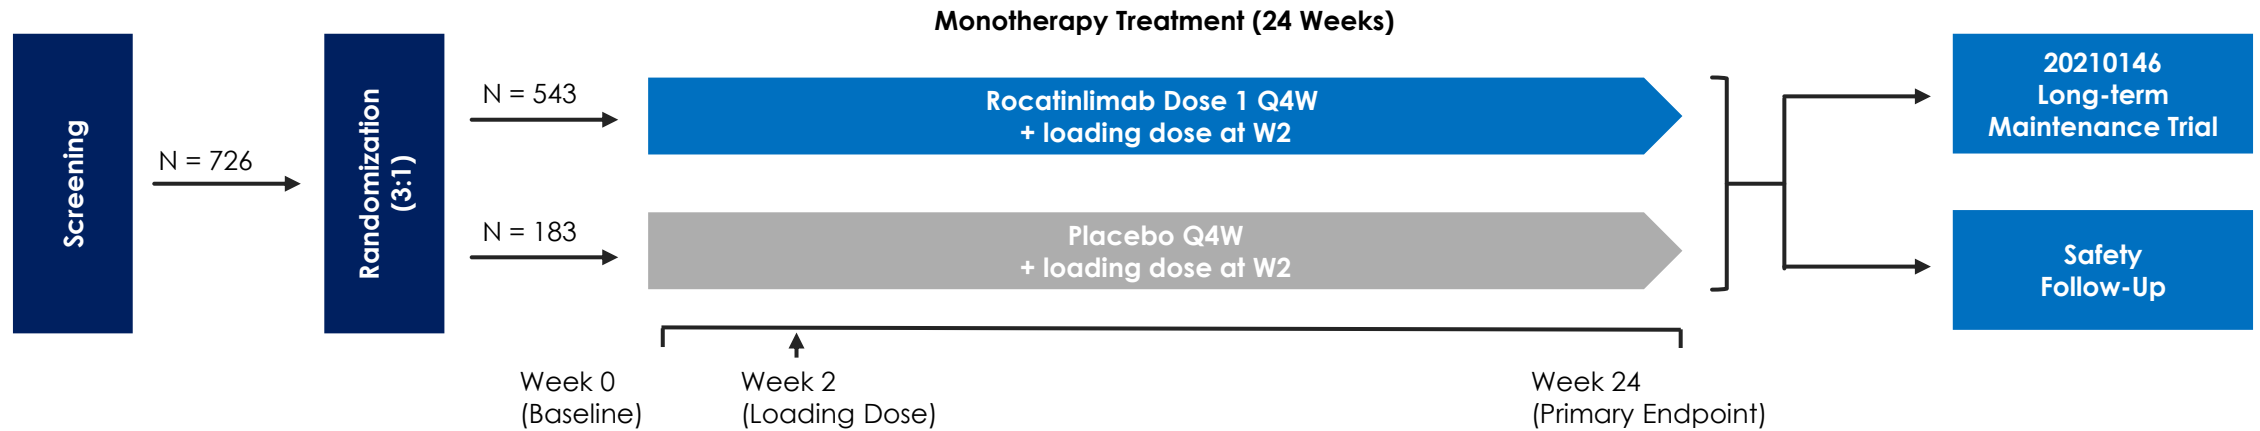 Monotherapy Treatment (24 Weeks)
Screening
N = 726
Randomization
(3:1)
N = 543
Rocatinlimab Dose 1 Q4W
+ loading dose at W2
N = 183
Placebo Q4W
+ loading dose at W2
Week 0
(Baseline)
Week 2
(Loading Dose)
Week 24
(Primary Endpoint)
20210146
Long-term
Maintenance Trial
Safety
Follow-Up